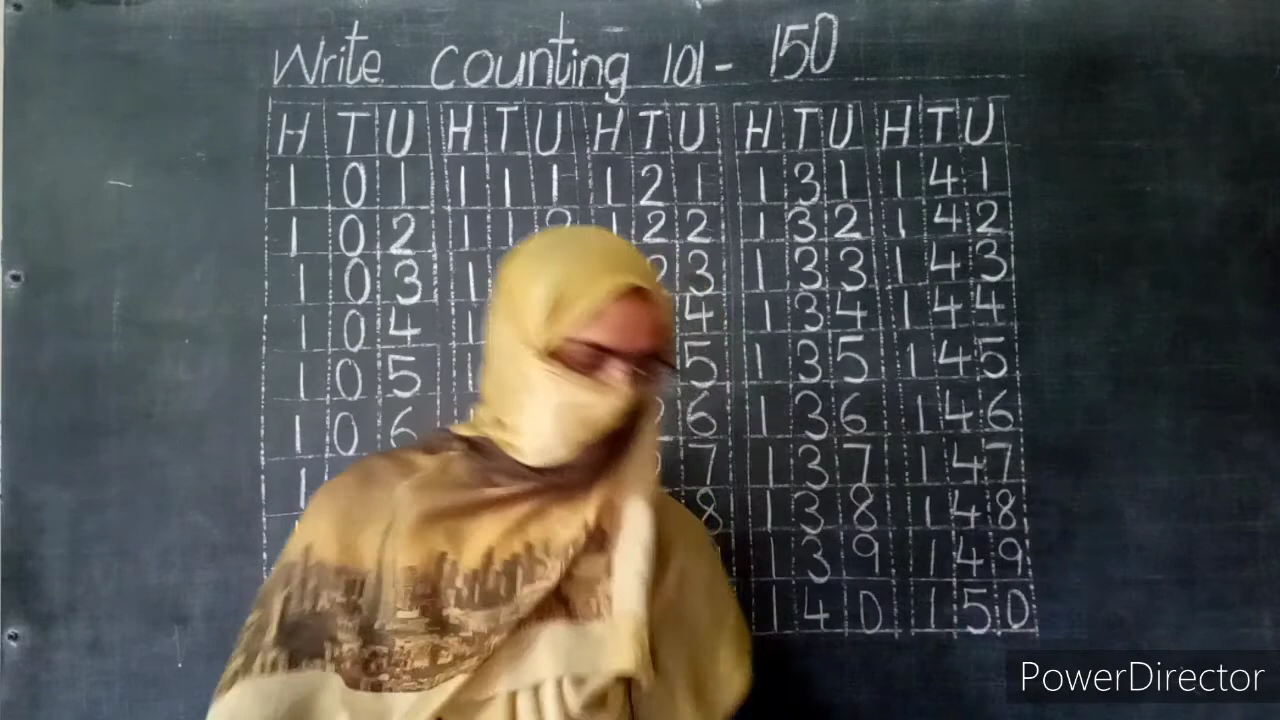 Write counting 101 - 150
H T U H T U H T U H T U H T U
1 0 1 1 1 1 1 2 1 1 3 1 1 4 1
1 0 2 1 1 2 2 1 3 2 1 4 2
1 0 3 1 3 1 3 3 1 4 3
1 0 4 1 4 1 3 4 1 4 4
1 0 5 1 5 1 3 5 1 4 5
1 0 6 6 1 3 6 1 4 6
1 7 1 3 7 1 4 7
8 1 3 8 1 4 8
1 3 9 1 4 9
1 4 0 1 5 0
PowerDirector